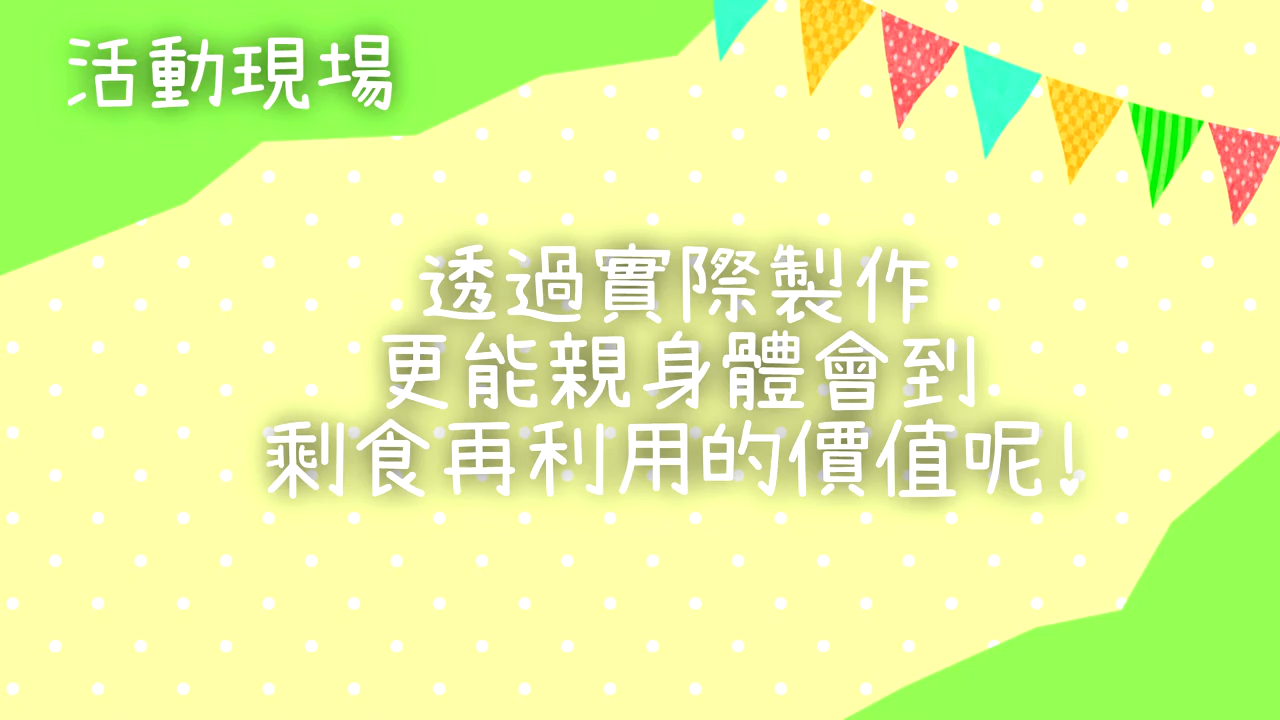 活動現場
透過實際製作
更能親身體會到
剩食再利用的價值呢!